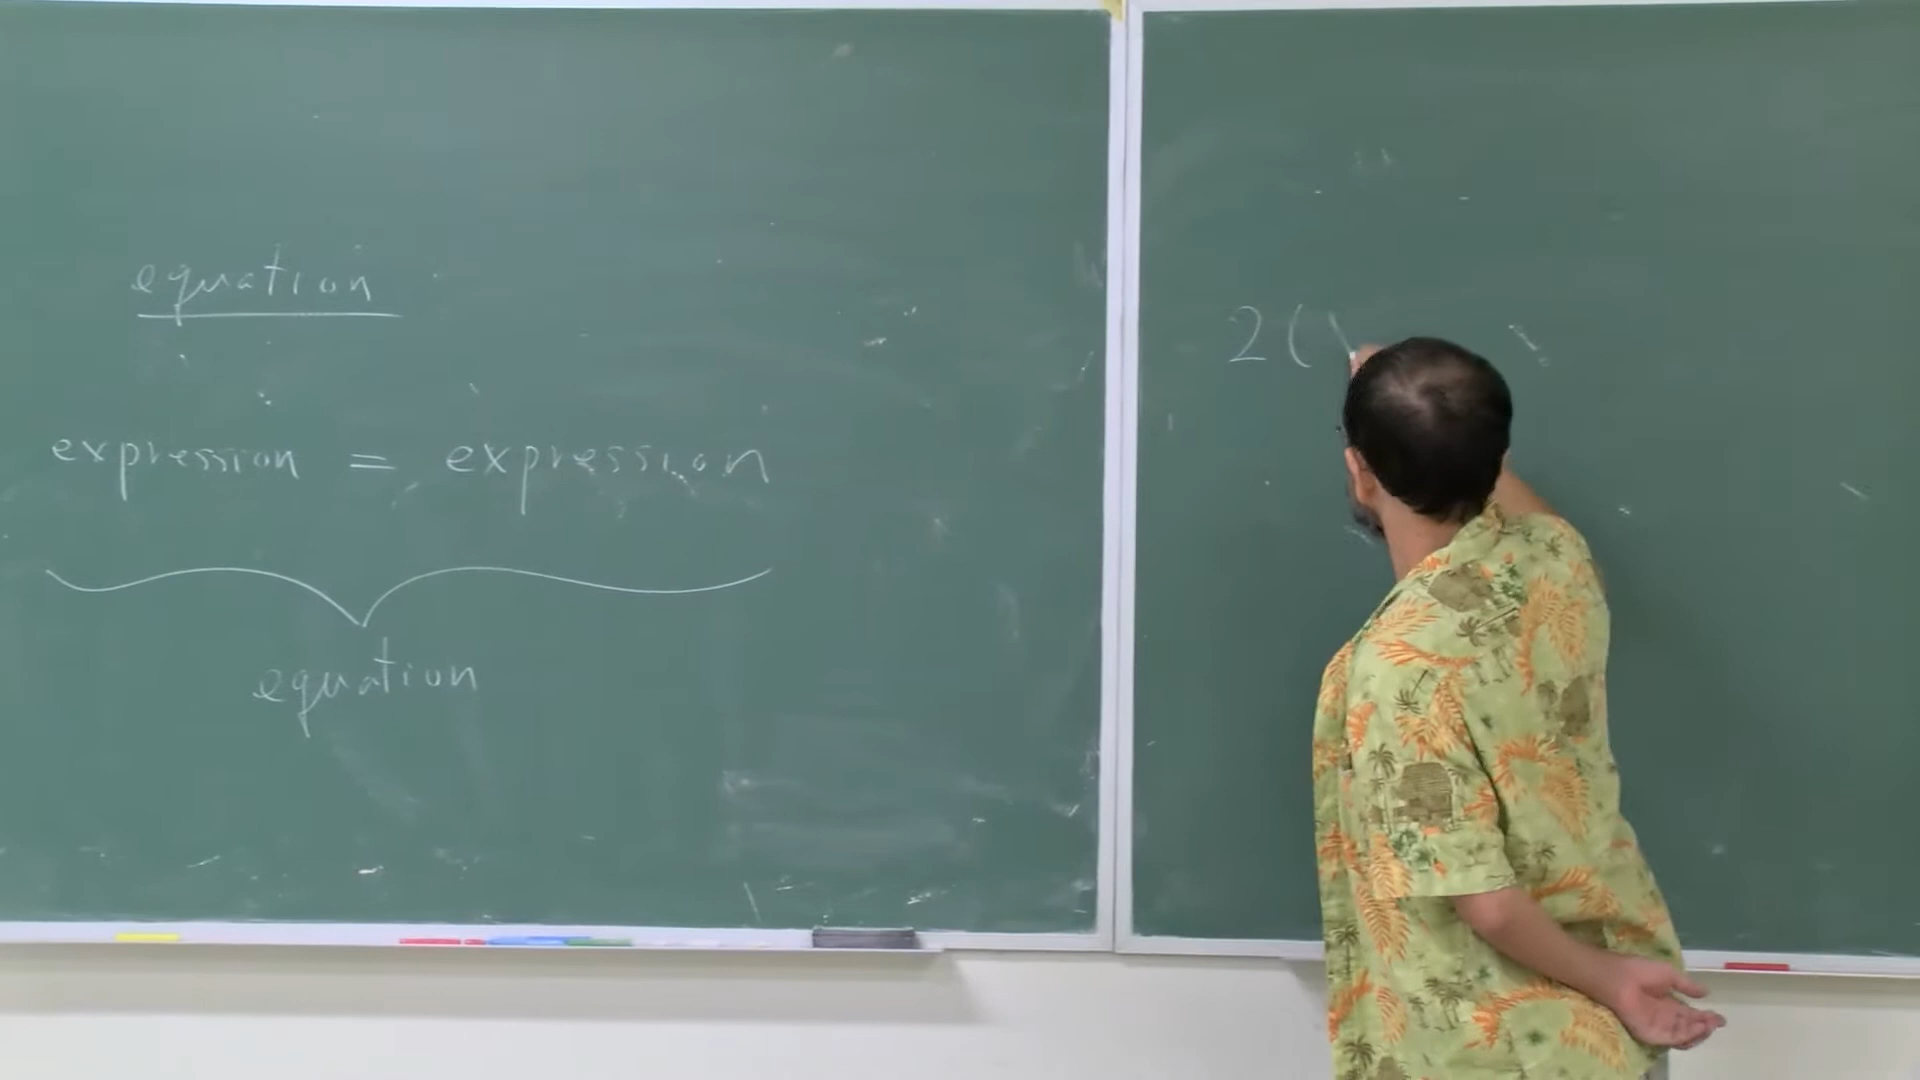 equation
expression = expression
equation
2(